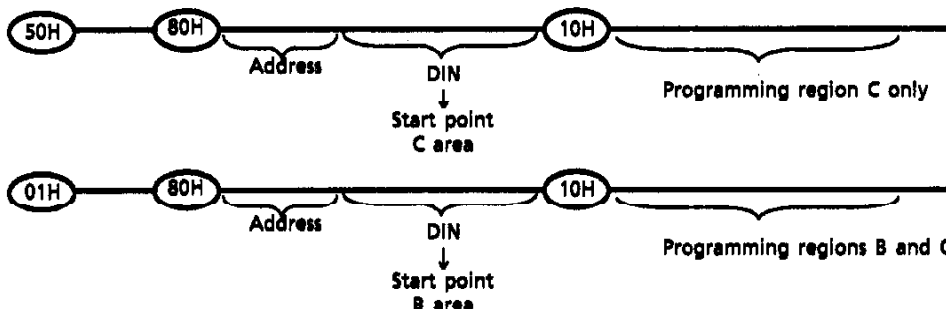 50H 80H 10H
Address DIN Programming region C only
Start point
C area
01H 80H 10H
Address DIN Programming regions B and C
Start point
B area